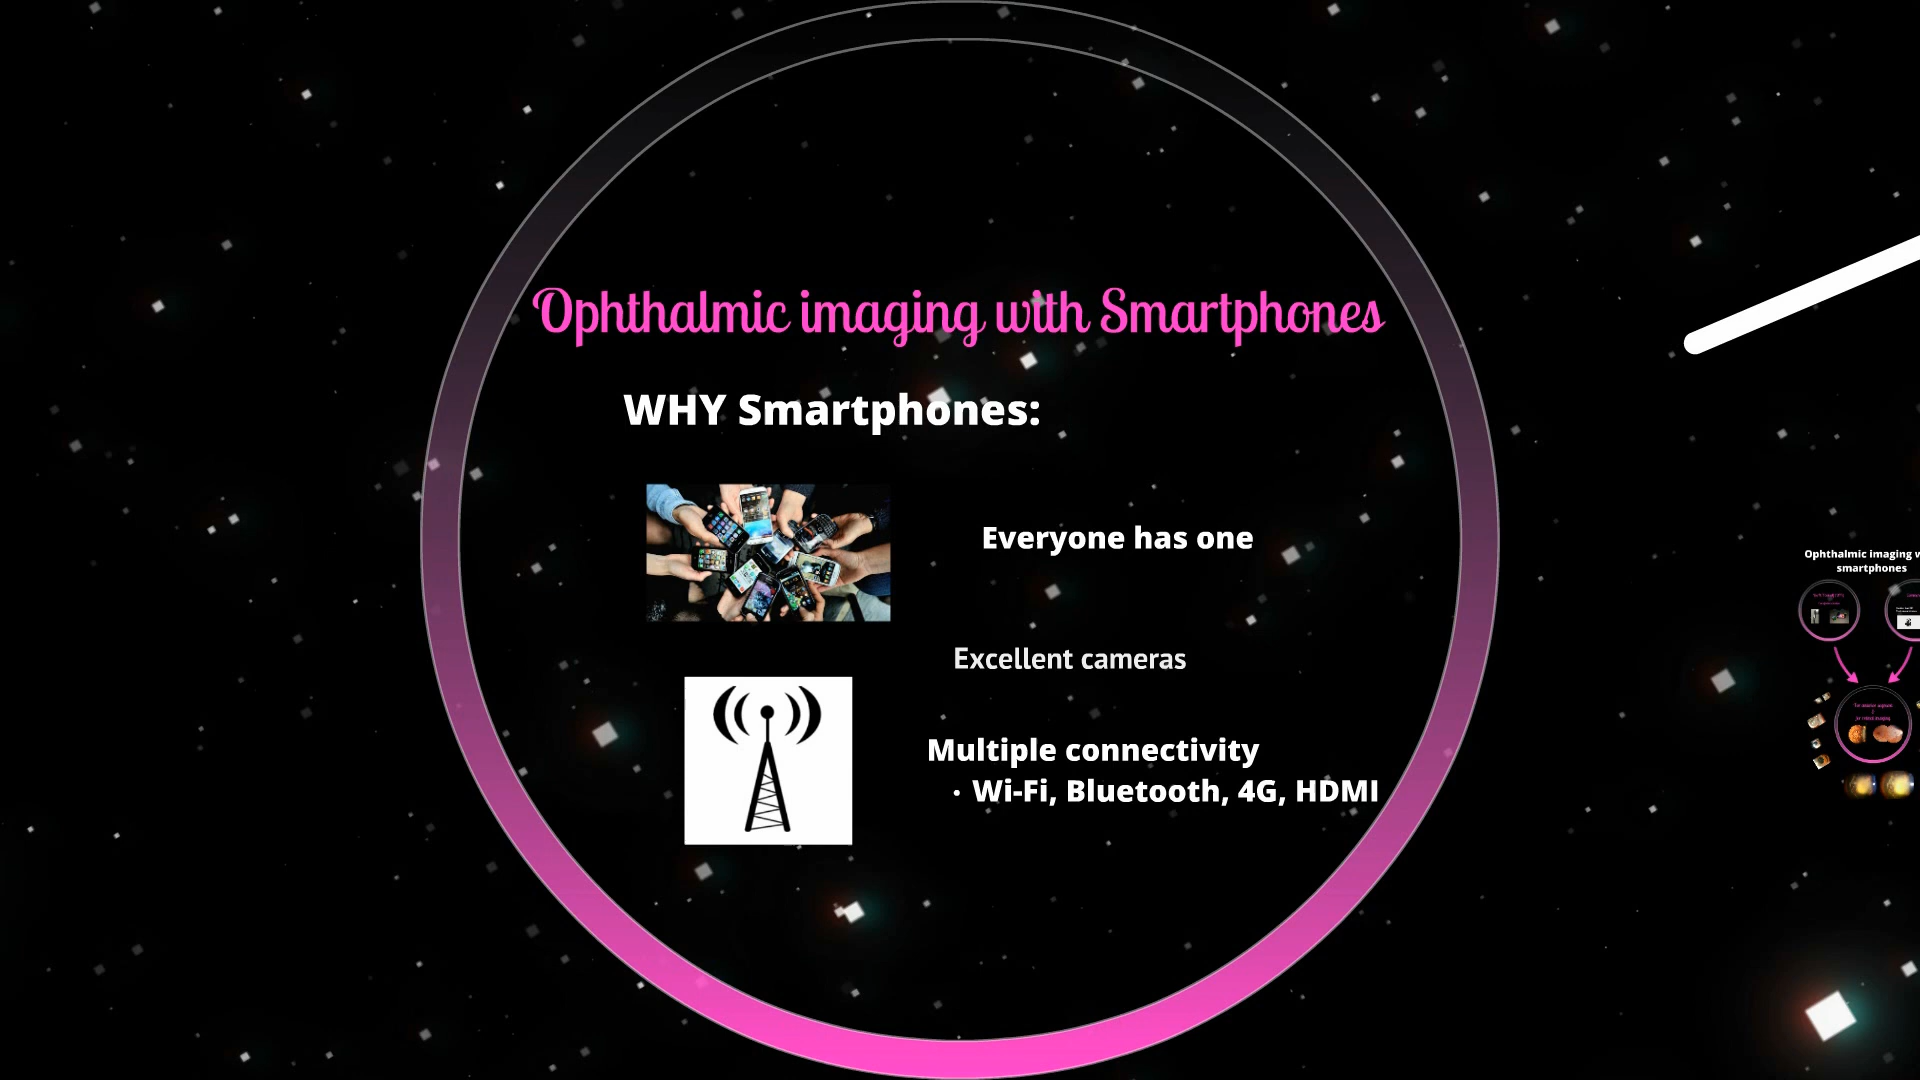 Ophthalmic imaging with Smartphones
WHY Smartphones:
Everyone has one
Excellent cameras
Multiple connectivity
· Wi-Fi, Bluetooth, 4G, HDMI
Ophthalmic imaging
smartphones